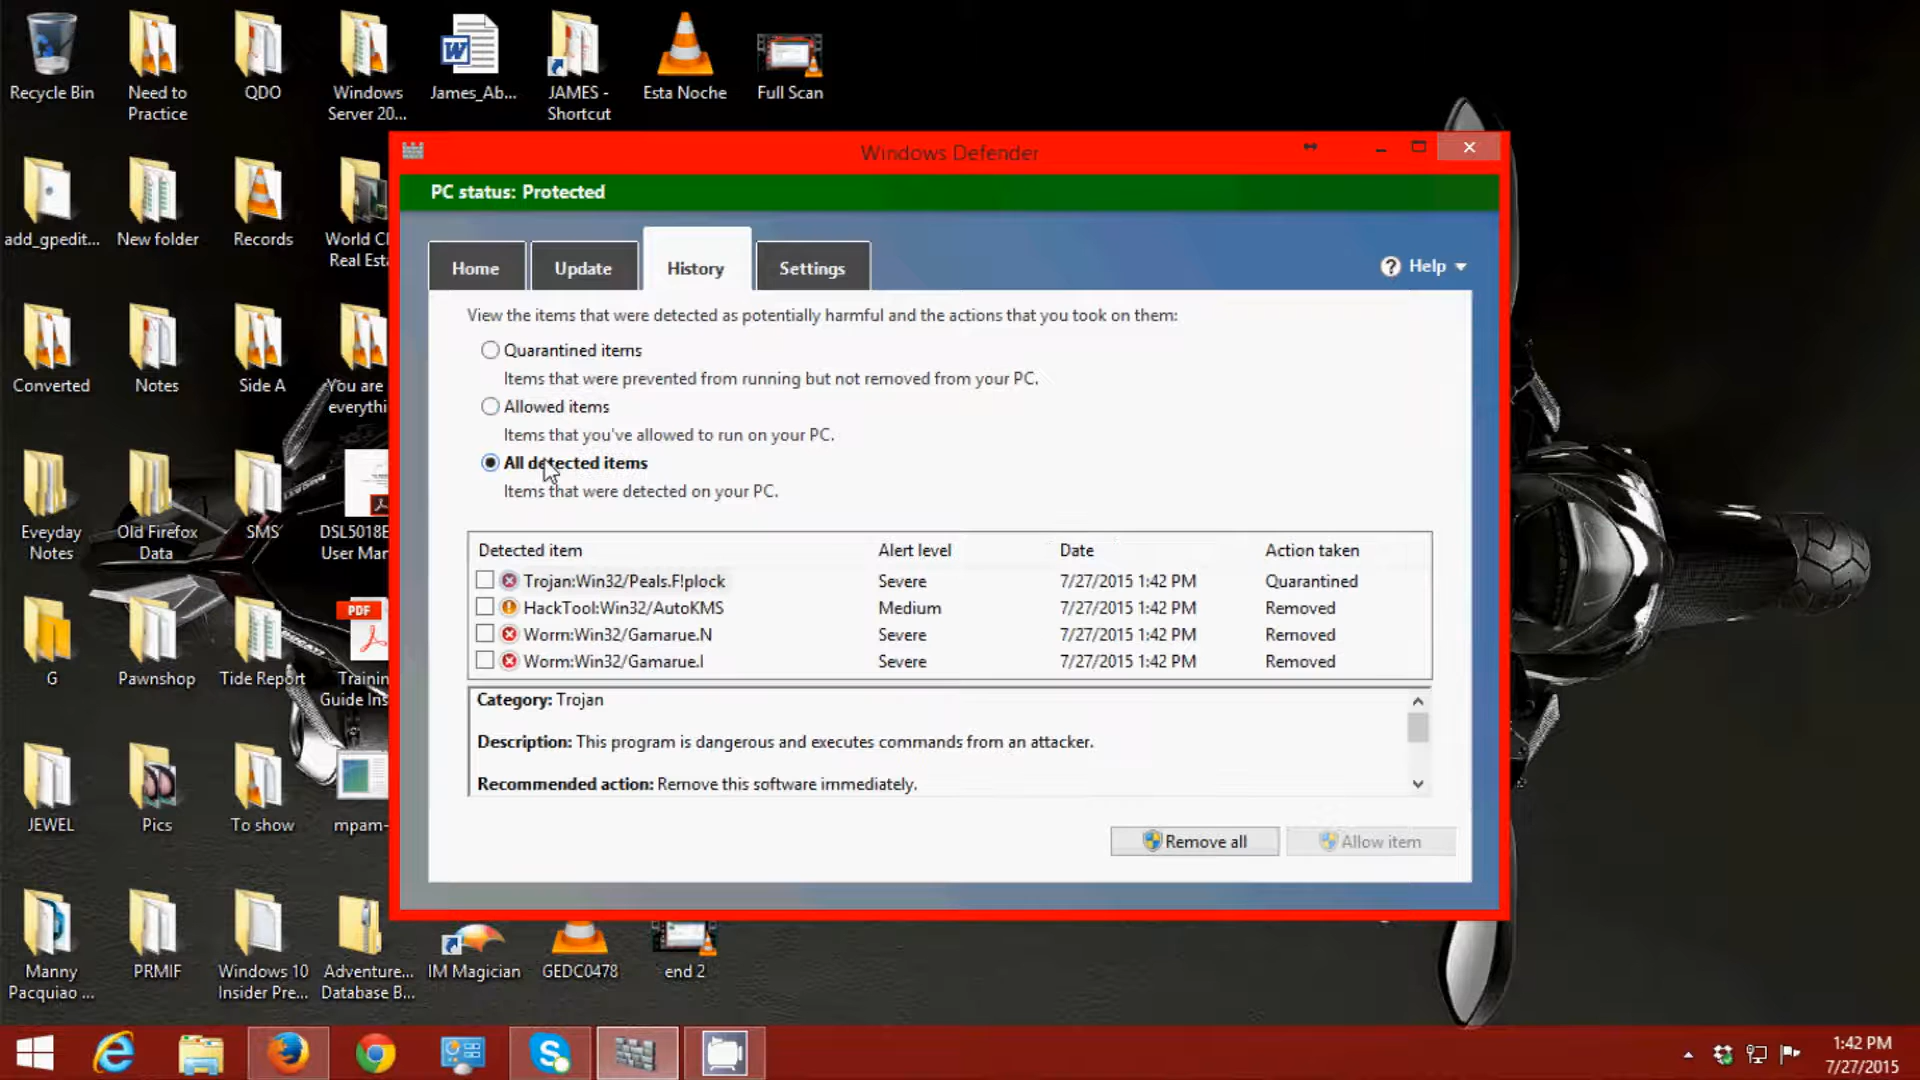 Recycle Bin
Need to
Practice
QDO
Windows
Server 20...
James_Ab...
JAMES -
Shortcut
Esta Noche
Full Scan
add_gpedit...
New folder
Records
World Cl
Real Esta
Converted
Notes
Side A
You are
everythi
Eveyday
Notes
Old Firefox
Data
SMS
DSL5018E
User Man
G
Pawnshop
Tide Report
PDF
Trainin
Guide Ins
JEWEL
Pics
To show
mpam-
Manny
Pacquiao ...
PRMIF
Windows 10
Insider Pre...
Adventure...
Database B...
IM Magician
GEDC0478
end 2
Windows Defender
PC status: Protected
Home
Update
History
Settings
Help
View the items that were detected as potentially harmful and the actions that you took on them:
Quarantined items
Items that were prevented from running but not removed from your PC.
Allowed items
Items that you've allowed to run on your PC.
All detected items
Items that were detected on your PC.
Detected item Alert level Date Action taken
Trojan:Win32/Peals.F!plock Severe 7/27/2015 1:42 PM Quarantined
HackTool:Win32/AutoKMS Medium 7/27/2015 1:42 PM Removed
Worm:Win32/Gamarue.N Severe 7/27/2015 1:42 PM Removed
Worm:Win32/Gamarue.I Severe 7/27/2015 1:42 PM Removed
Category: Trojan
Description: This program is dangerous and executes commands from an attacker.
Recommended action: Remove this software immediately.
Remove all
Allow item
1:42 PM
7/27/2015